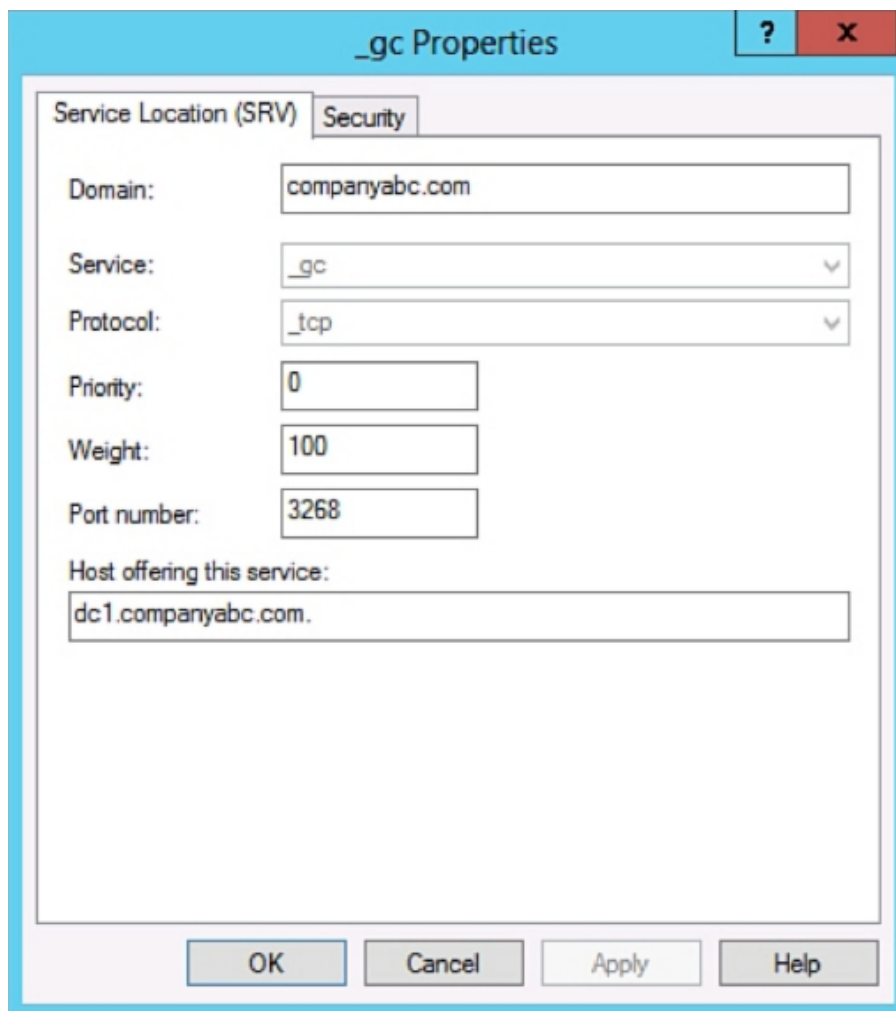 _gc Properties
? x
Service Location (SRV) Security
Domain: companyabc.com
Service: _gc
Protocol: _tcp
Priority: 0
Weight: 100
Port number: 3268
Host offering this service:
dc1.companyabc.com.
OK Cancel Apply Help